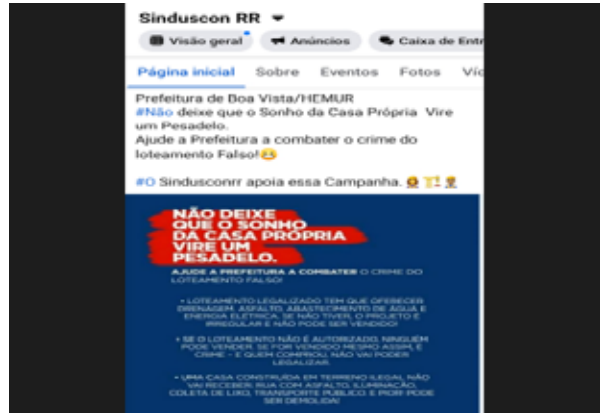 Sinduscon RR
Visão geral Anúncios Caixa de Entr
Página inicial Sobre Eventos Fotos Víc
Prefeitura de Boa Vista/HEMUR
#Não deixe que o Sonho da Casa Própria Vire
um Pesadelo.
Ajude a Prefeitura a combater o crime do
loteamento Falso!
#O Sindusconrr apoia essa Campanha.
NÃO DEIXE
QUE O SONHO
DA CASA PRÓPRIA
VIRE UM
PESADELO.
AJUDE A PREFEITURA A COMBATER O CRIME DO
LOTEAMENTO FALSO!
• LOTEAMENTO LEGALIZADO TEM QUE OFERECER
DRENAGEM, ASFALTO, ABASTECIMENTO DE ÁGUA E
ENERGIA ELÉTRICA. SE NÃO TIVER, O PROJETO É
IRREGULAR E NÃO PODE SER VENDIDO!
• SE O LOTEAMENTO NÃO É AUTORIZADO, NINGUÉM
PODE VENDER. SE FOR VENDIDO MESMO ASSIM, É
CRIME – E QUEM COMPROU, NÃO VAI PODER
LEGALIZAR.
• UMA CASA CONSTRUÍDA EM TERRENO ILEGAL NÃO
VAI RECEBER: RUA COM ASFALTO, ILUMINAÇÃO,
COLETA DE LIXO, TRANSPORTE PÚBLICO. E PIOR! PODE
SER DEMOLIDA!